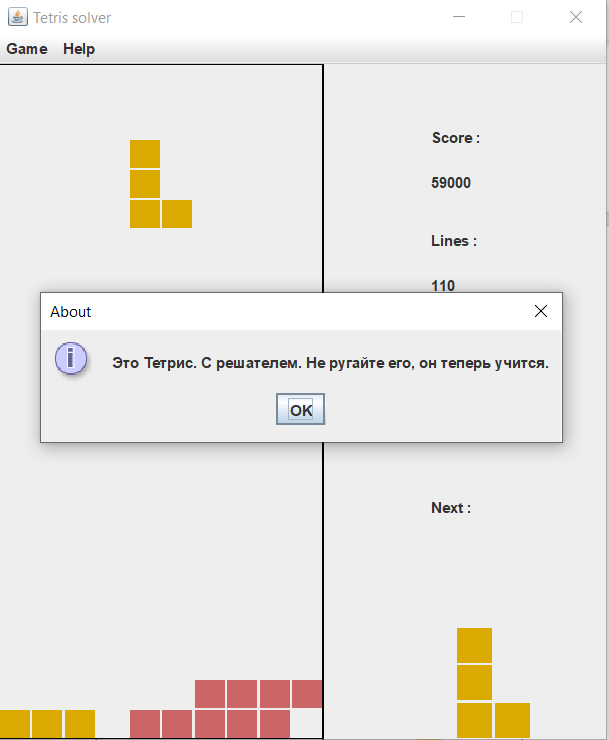 Tetris solver
Game Help
Score :
59000
Lines :
110
About
Это Тетрис. С решателем. Не ругайте его, он теперь учится.
OK
Next :